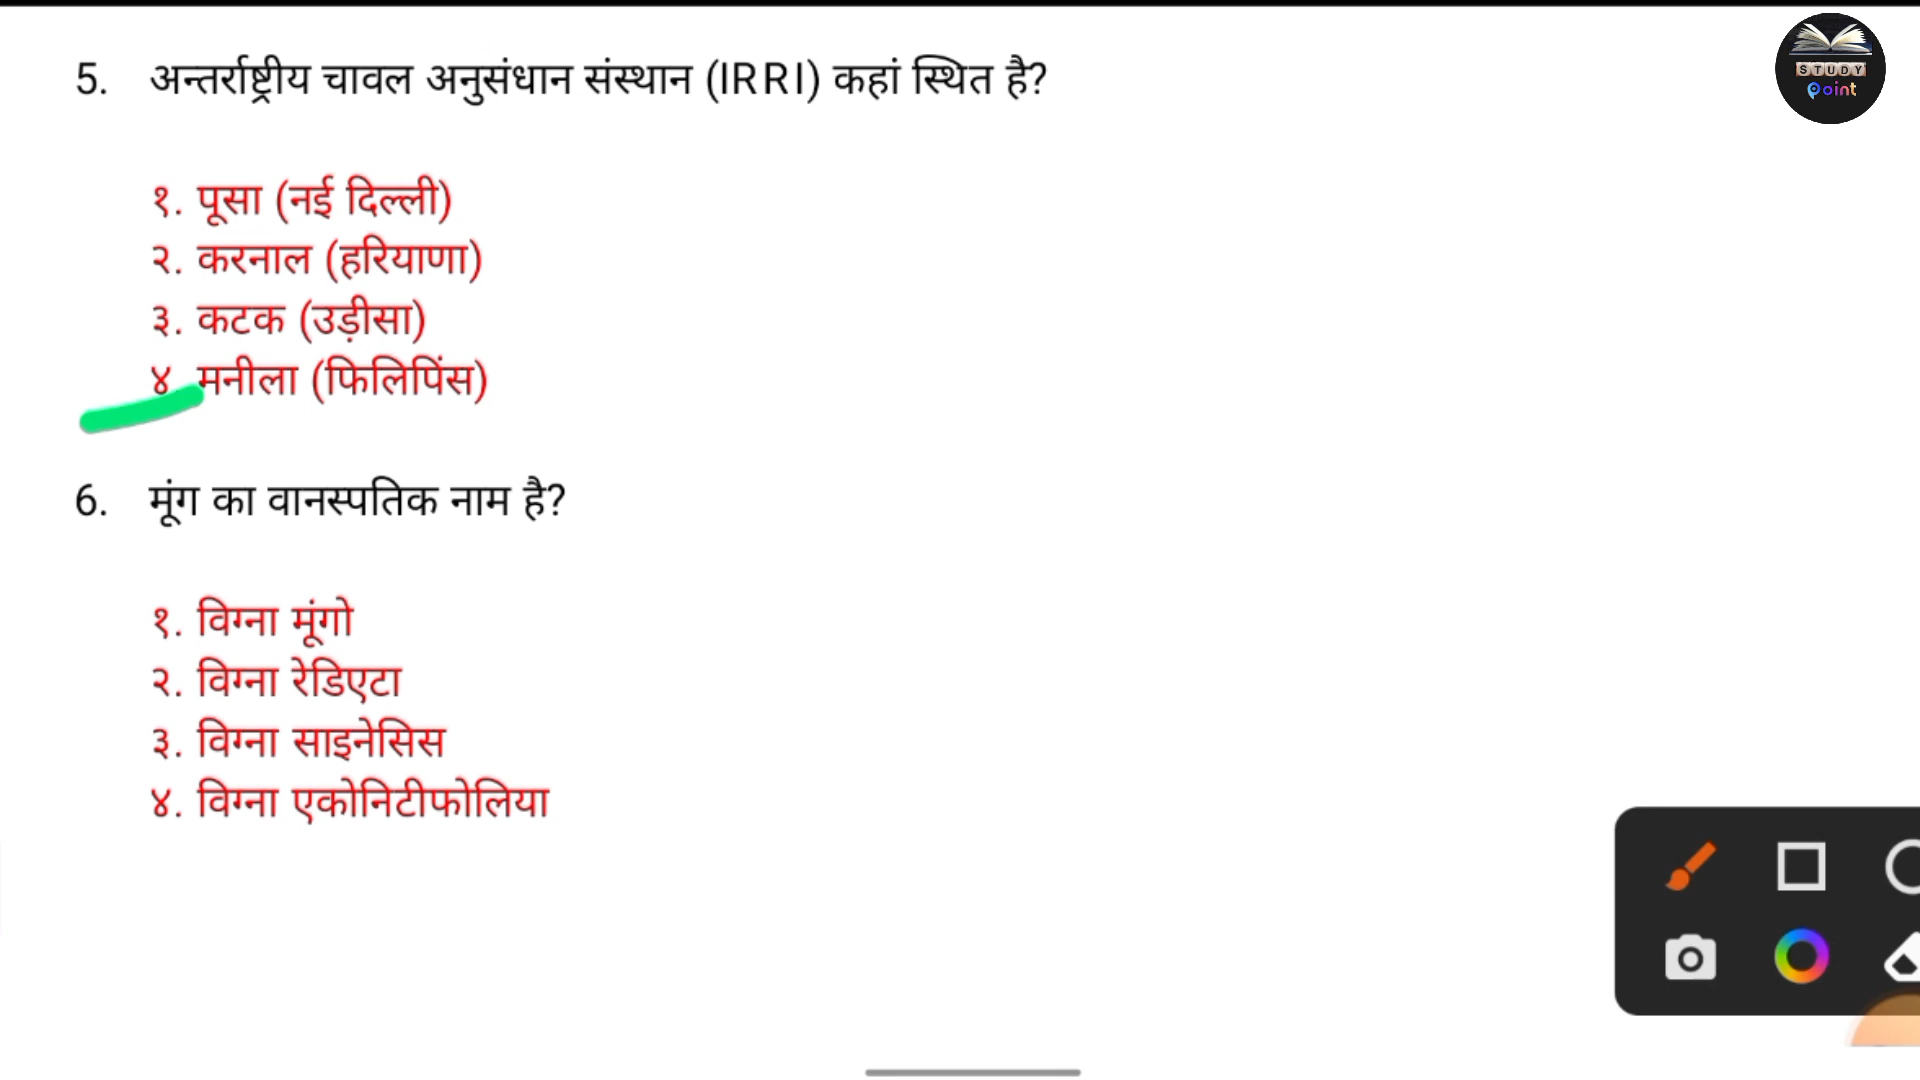 5. अन्तर्राष्ट्रीय चावल अनुसंधान संस्थान (IRRI) कहां स्थित है?
STUDY
Point
१. पूसा (नई दिल्ली)
२. करनाल (हरियाणा)
३. कटक (उड़ीसा)
४ मनीला (फिलिपिंस)
6. मूंग का वानस्पतिक नाम है?
१. विग्ना मूंगो
२. विग्ना रेडिएटा
३. विग्ना साइनेसिस
४. विग्ना एकोनिटीफोलिया